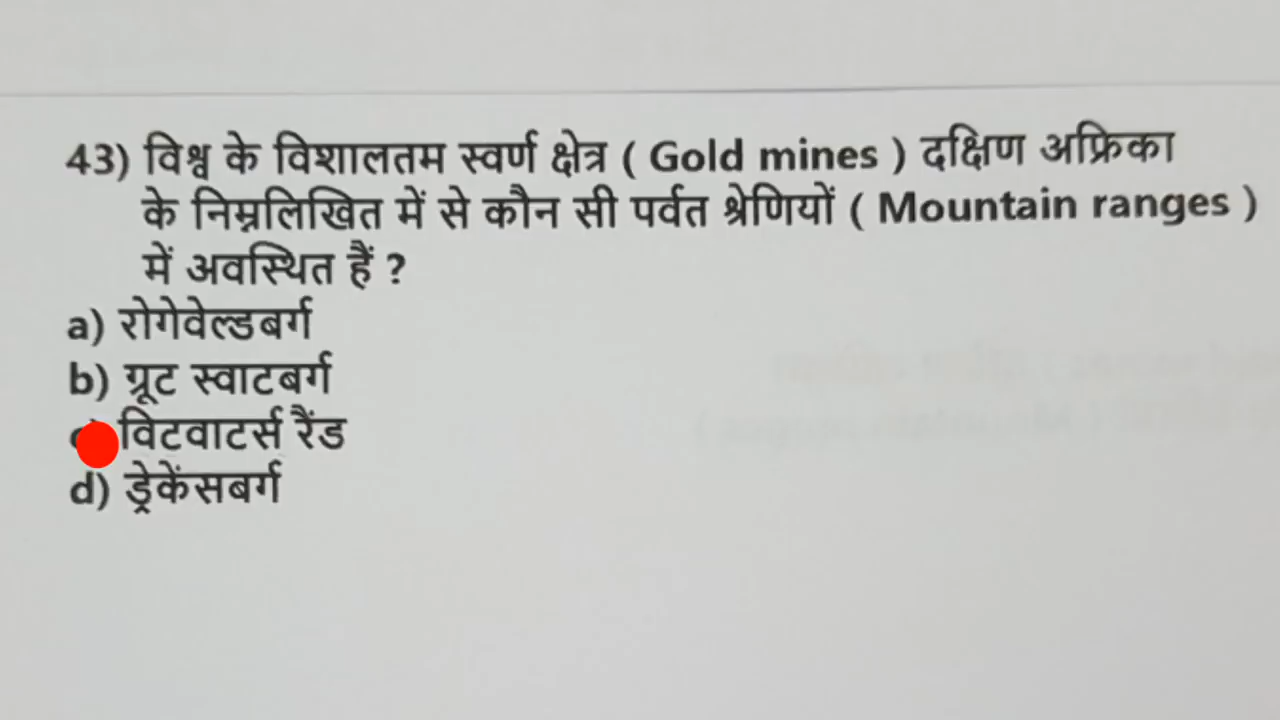 43) विश्व के विशालतम स्वर्ण क्षेत्र ( Gold mines ) दक्षिण अफ्रिका
के निम्नलिखित में से कौन सी पर्वत श्रेणियों ( Mountain ranges )
में अवस्थित हैं ?
a) रोगेवेल्डबर्ग
b) ग्रूट स्वाटबर्ग
विटवाटर्स रैंड
d) ड्रेकेंसबर्ग